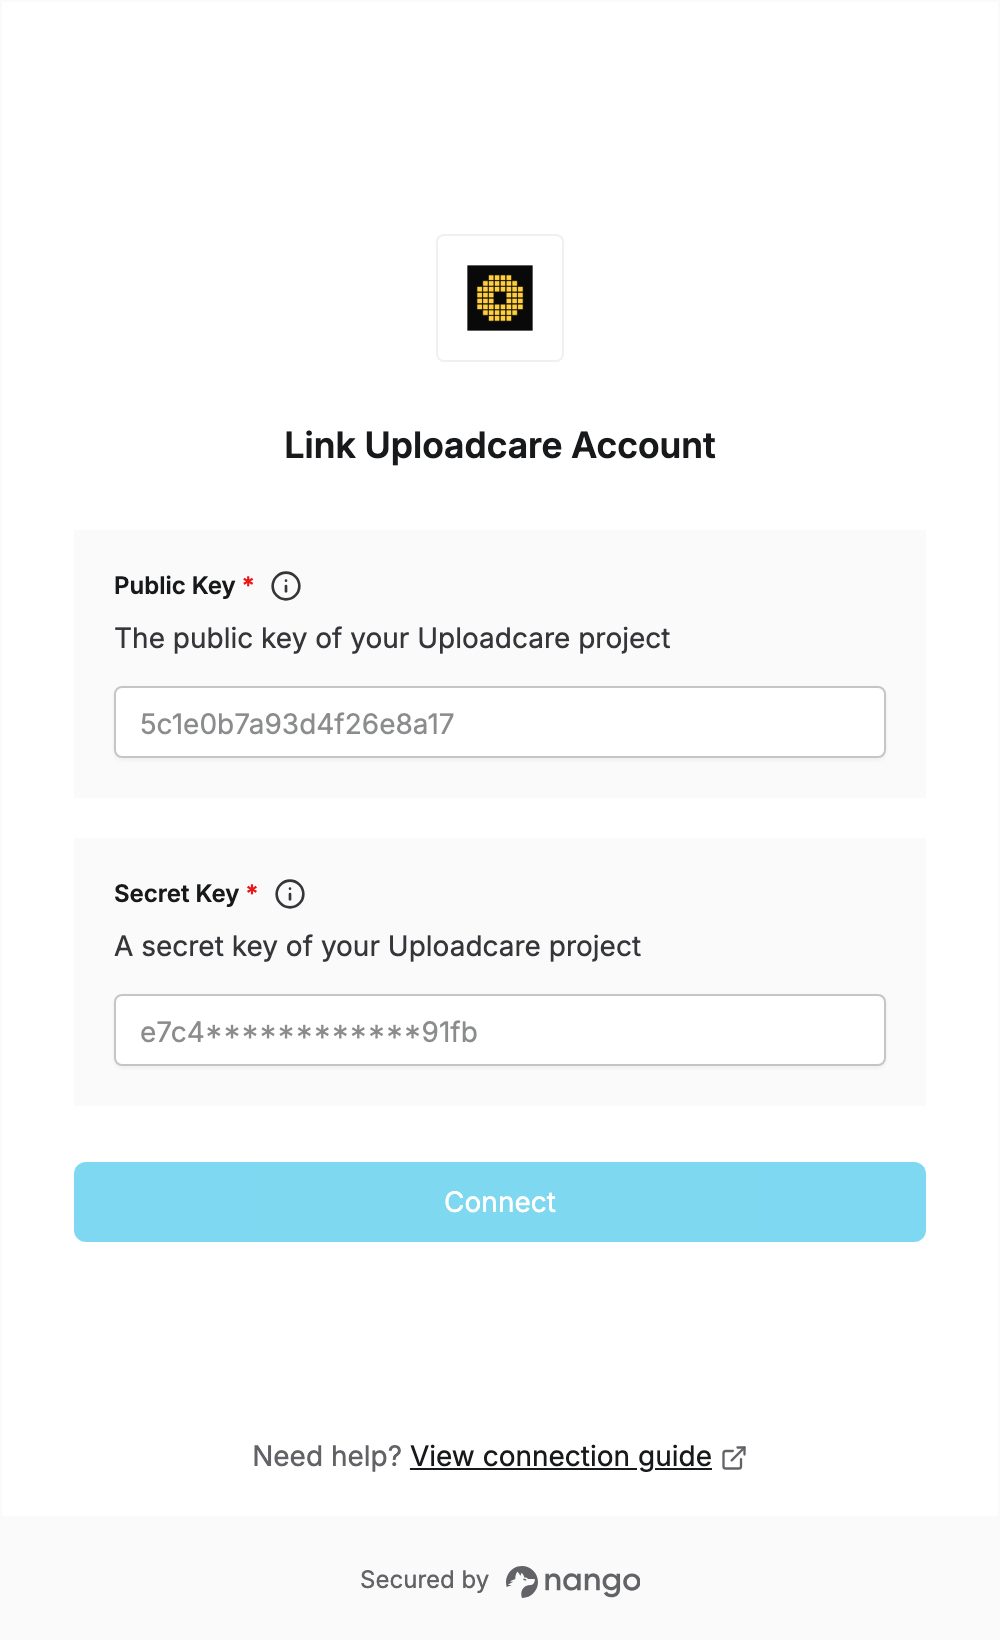 Link Uploadcare Account
Public Key *
The public key of your Uploadcare project
5c1e0b7a93d4f26e8a17
Secret Key *
A secret key of your Uploadcare project
e7c4************91fb
Connect
Need help? View connection guide
Secured by nango